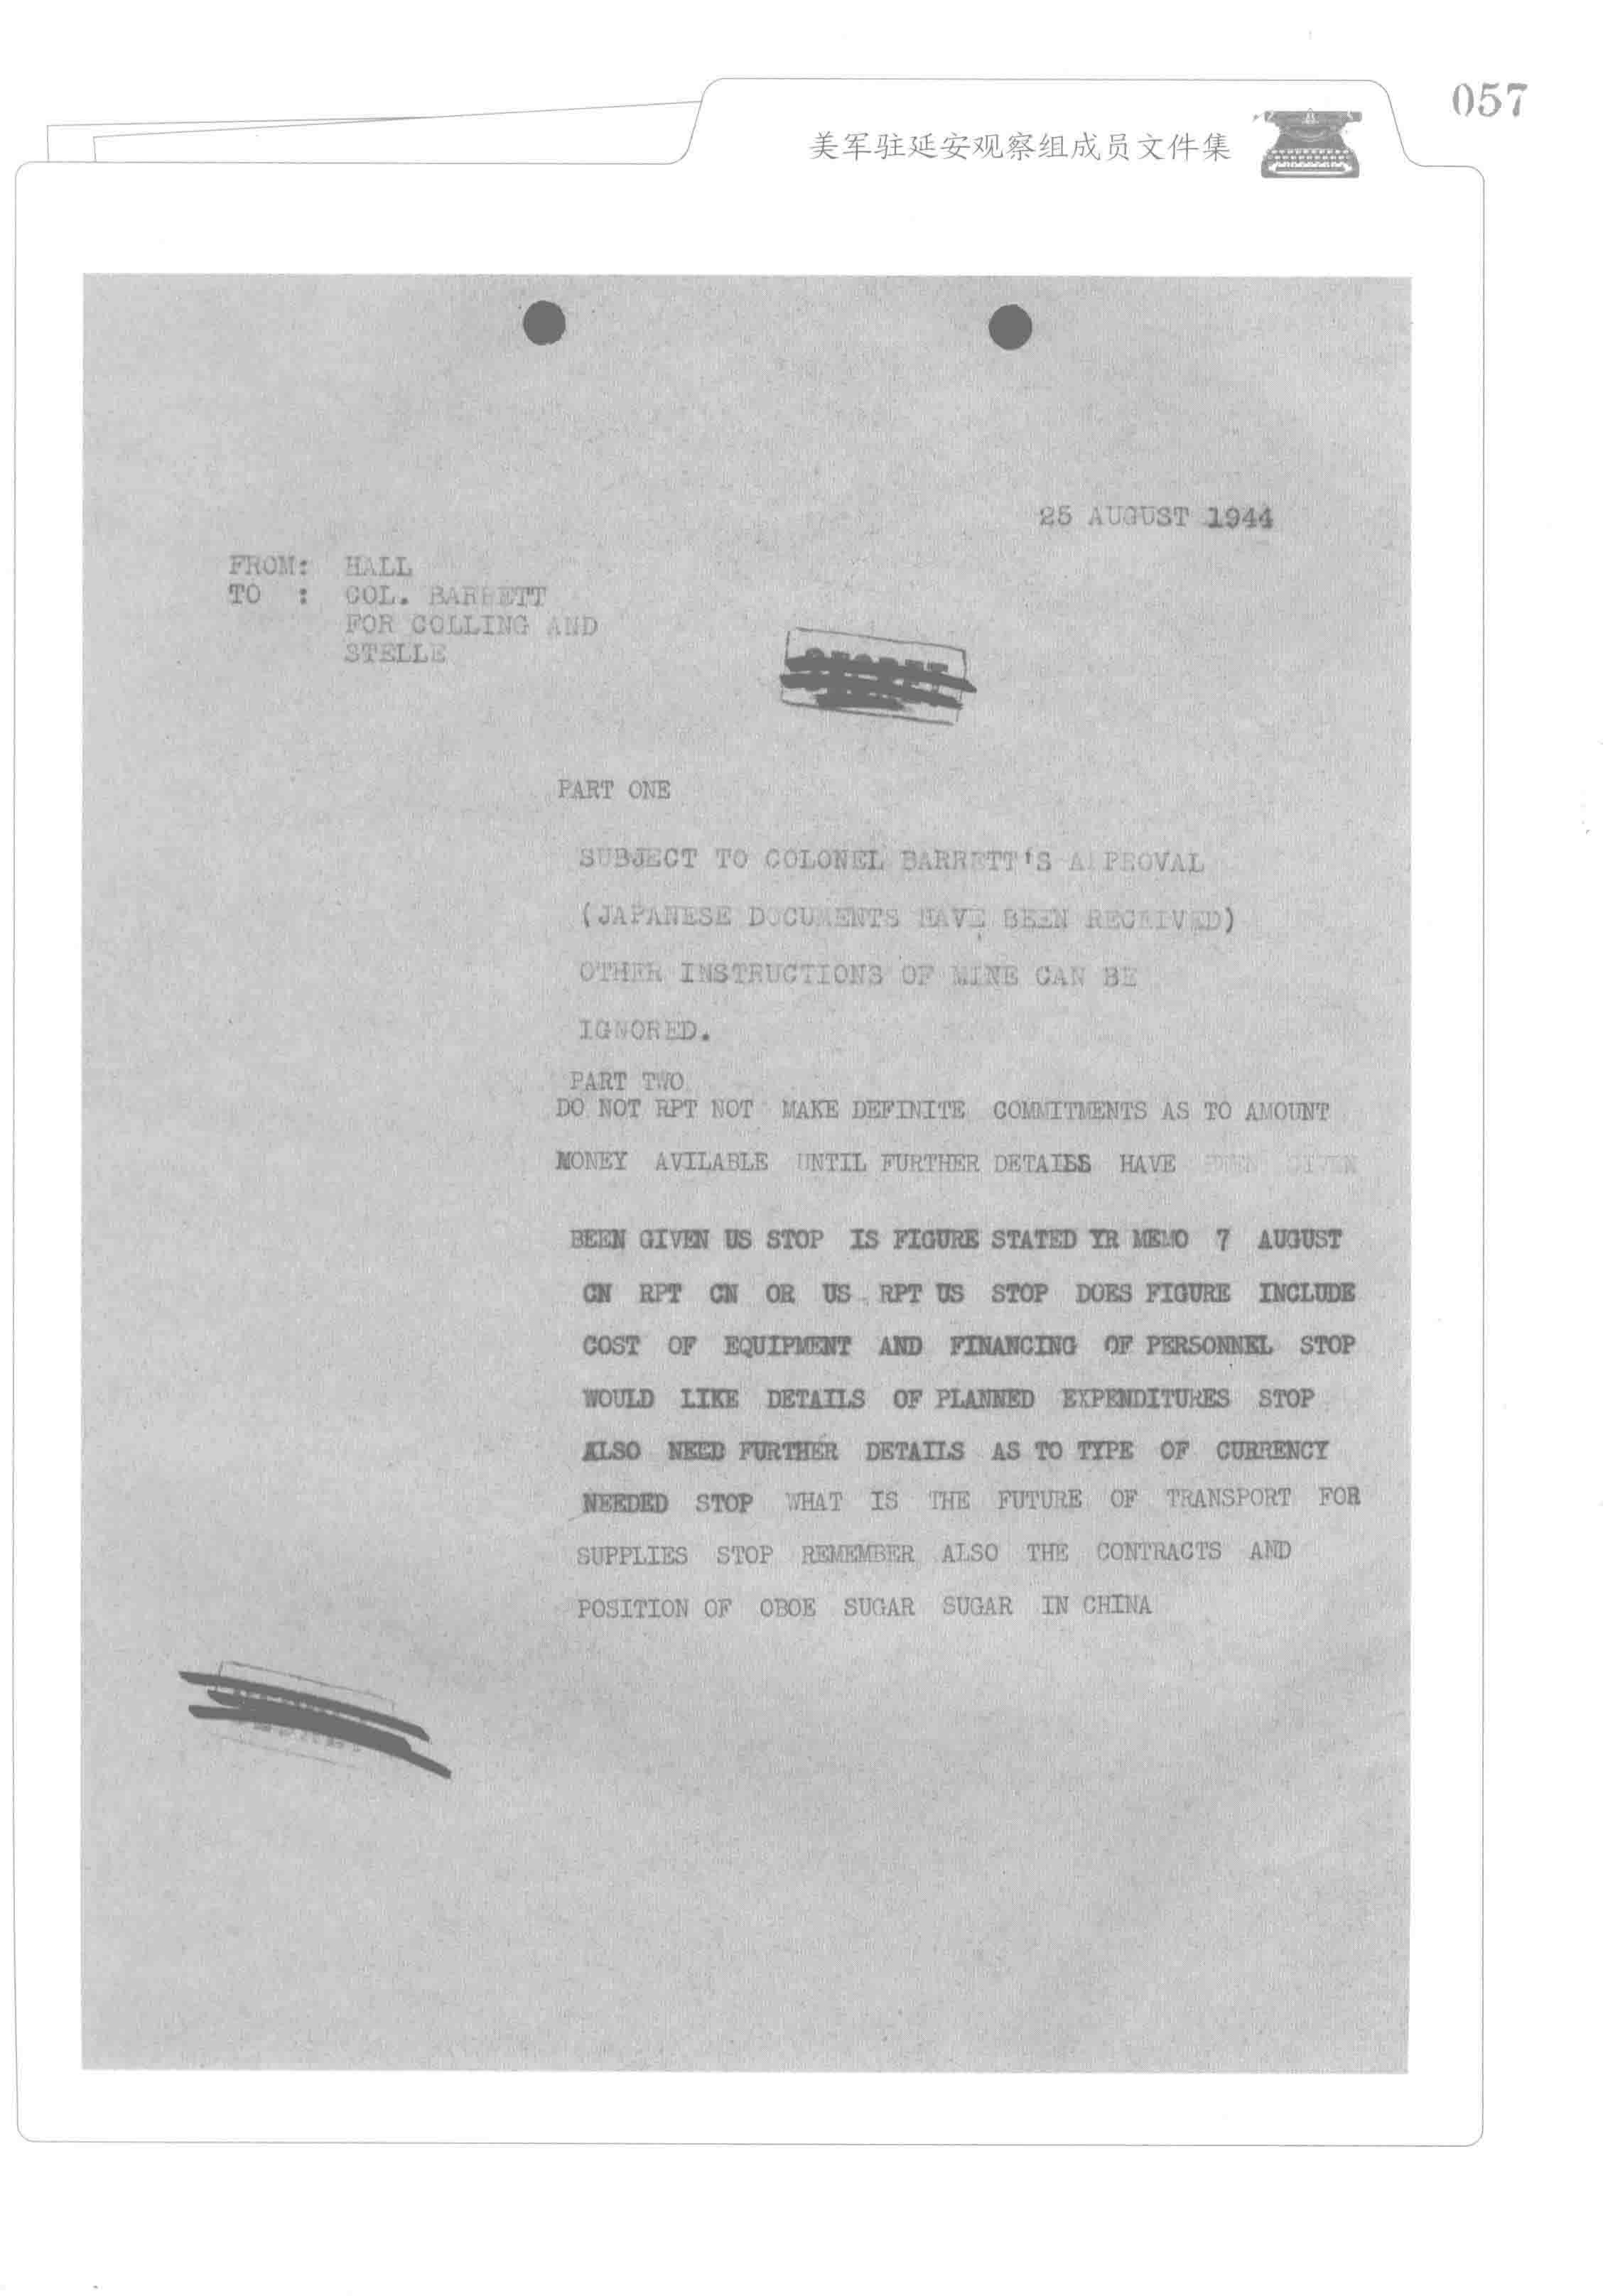 057
美军驻延安观察组成员文件集
25 AUGUST 1944
FROM: HALL
TO : COL. BARRETT
FOR COLLING AND
STELLE
SECRET
PART ONE
SUBJECT TO COLONEL BARRETT'S APPROVAL
(JAPANESE DOCUMENTS HAVE BEEN RECEIVED)
OTHER INSTRUCTIONS OF MINE CAN BE
IGNORED.
PART TWO
DO NOT RPT NOT MAKE DEFINITE COMMITMENTS AS TO AMOUNT
MONEY AVILABLE UNTIL FURTHER DETAILS HAVE BEEN GIVEN
BEEN GIVEN US STOP IS FIGURE STATED YR MEMO 7 AUGUST
CN RPT CN OR US RPT US STOP DOES FIGURE INCLUDE
COST OF EQUIPMENT AND FINANCING OF PERSONNEL STOP
WOULD LIKE DETAILS OF PLANNED EXPENDITURES STOP
ALSO NEED FURTHER DETAILS AS TO TYPE OF CURRENCY
NEEDED STOP WHAT IS THE FUTURE OF TRANSPORT FOR
SUPPLIES STOP REMEMBER ALSO THE CONTRACTS AND
POSITION OF OBOE SUGAR SUGAR IN CHINA